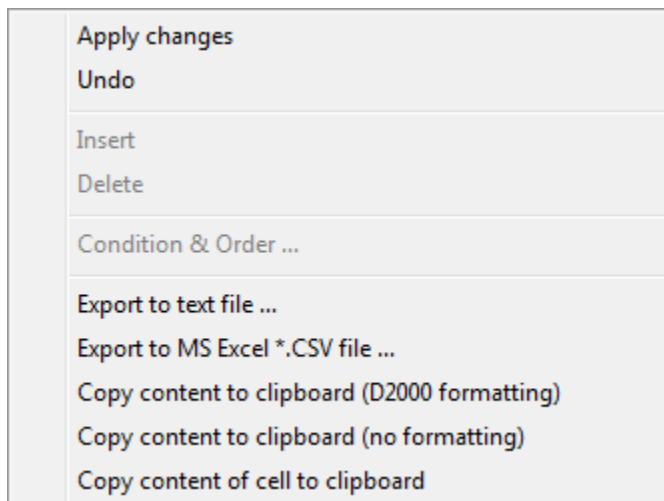 Apply changes
Undo
Insert
Delete
Condition & Order ...
Export to text file ...
Export to MS Excel *.CSV file ...
Copy content to clipboard (D2000 formatting)
Copy content to clipboard (no formatting)
Copy content of cell to clipboard